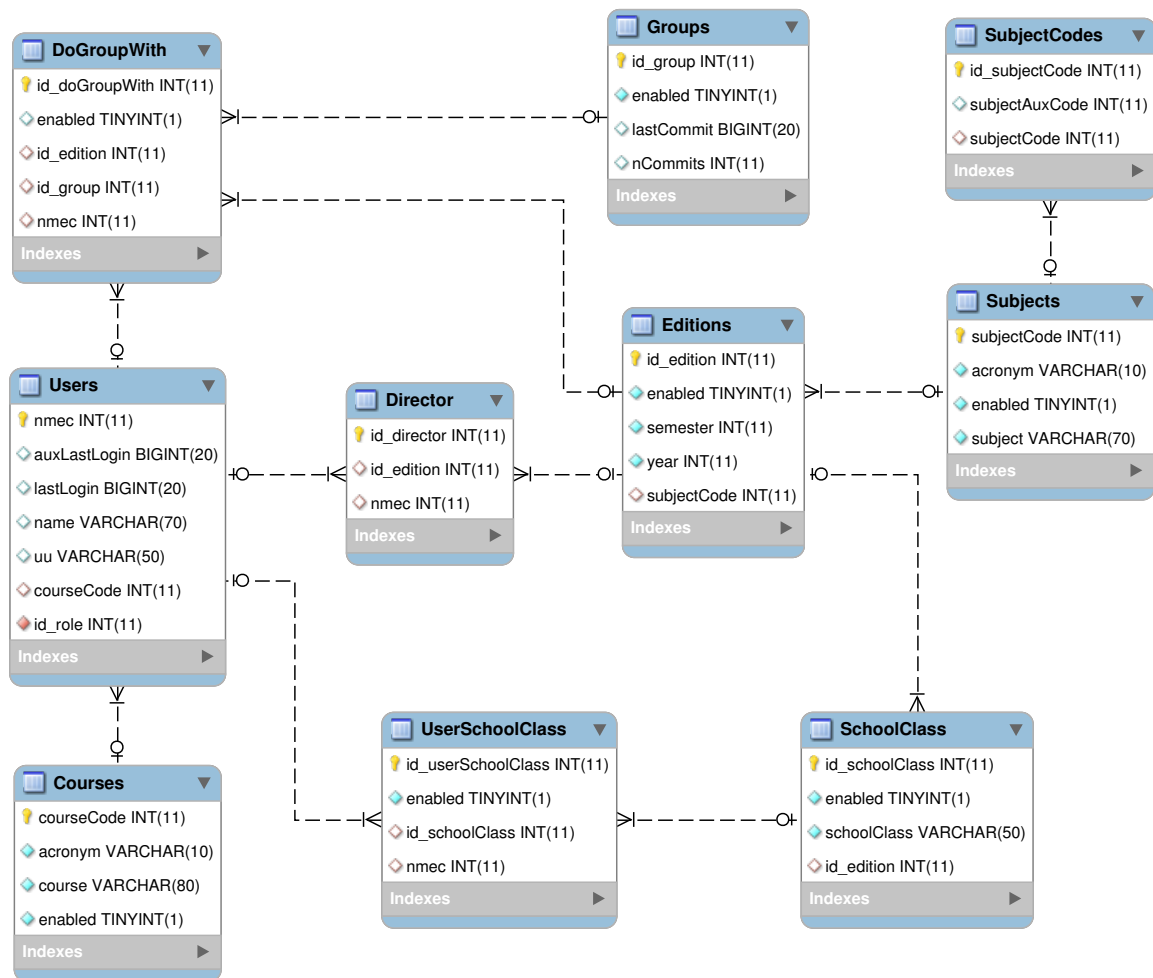 DoGroupWith
id_doGroupWith INT(11)
enabled TINYINT(1)
id_edition INT(11)
id_group INT(11)
nmec INT(11)
Indexes
Groups
id_group INT(11)
enabled TINYINT(1)
lastCommit BIGINT(20)
nCommits INT(11)
Indexes
SubjectCodes
id_subjectCode INT(11)
subjectAuxCode INT(11)
subjectCode INT(11)
Indexes
Users
nmec INT(11)
auxLastLogin BIGINT(20)
lastLogin BIGINT(20)
name VARCHAR(70)
uu VARCHAR(50)
courseCode INT(11)
id_role INT(11)
Indexes
Director
id_director INT(11)
id_edition INT(11)
nmec INT(11)
Indexes
Editions
id_edition INT(11)
enabled TINYINT(1)
semester INT(11)
year INT(11)
subjectCode INT(11)
Indexes
Subjects
subjectCode INT(11)
acronym VARCHAR(10)
enabled TINYINT(1)
subject VARCHAR(70)
Indexes
Courses
courseCode INT(11)
acronym VARCHAR(10)
course VARCHAR(80)
enabled TINYINT(1)
Indexes
UserSchoolClass
id_userSchoolClass INT(11)
enabled TINYINT(1)
id_schoolClass INT(11)
nmec INT(11)
Indexes
SchoolClass
id_schoolClass INT(11)
enabled TINYINT(1)
schoolClass VARCHAR(50)
id_edition INT(11)
Indexes